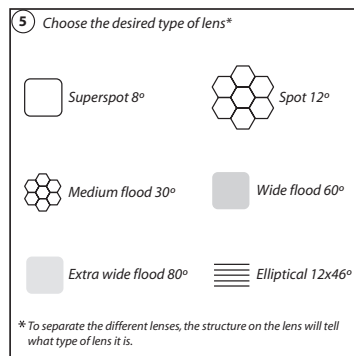 5 Choose the desired type of lens*
Superspot 8º
Spot 12º
Medium flood 30º
Wide flood 60º
Extra wide flood 80º
Elliptical 12x46º
* To separate the different lenses, the structure on the lens will tell
what type of lens it is.